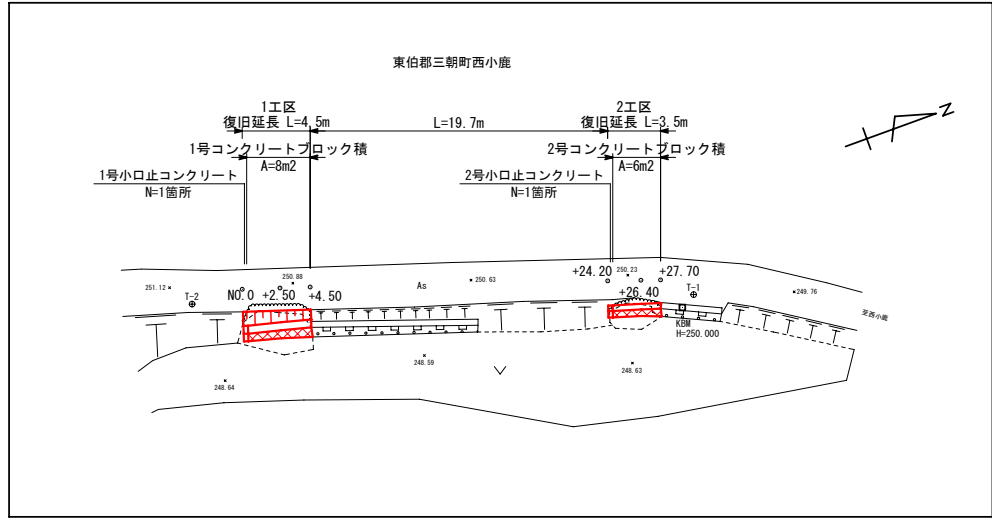 東伯郡三朝町西小鹿
1工区
復旧延長 L=4.5m
L=19.7m
2工区
復旧延長 L=3.5m
1号コンクリートブロック積
A=8m2
2号コンクリートブロック積
A=6m2
1号小口止コンクリート
N=1箇所
2号小口止コンクリート
N=1箇所
N
251.12
T-2
NO.0
+2.50
250.88
+4.50
As
250.63
+24.20
250.23
+27.70
+26.40
T-1
249.76
至西小鹿
KBM
H=250.000
248.64
248.59
248.63